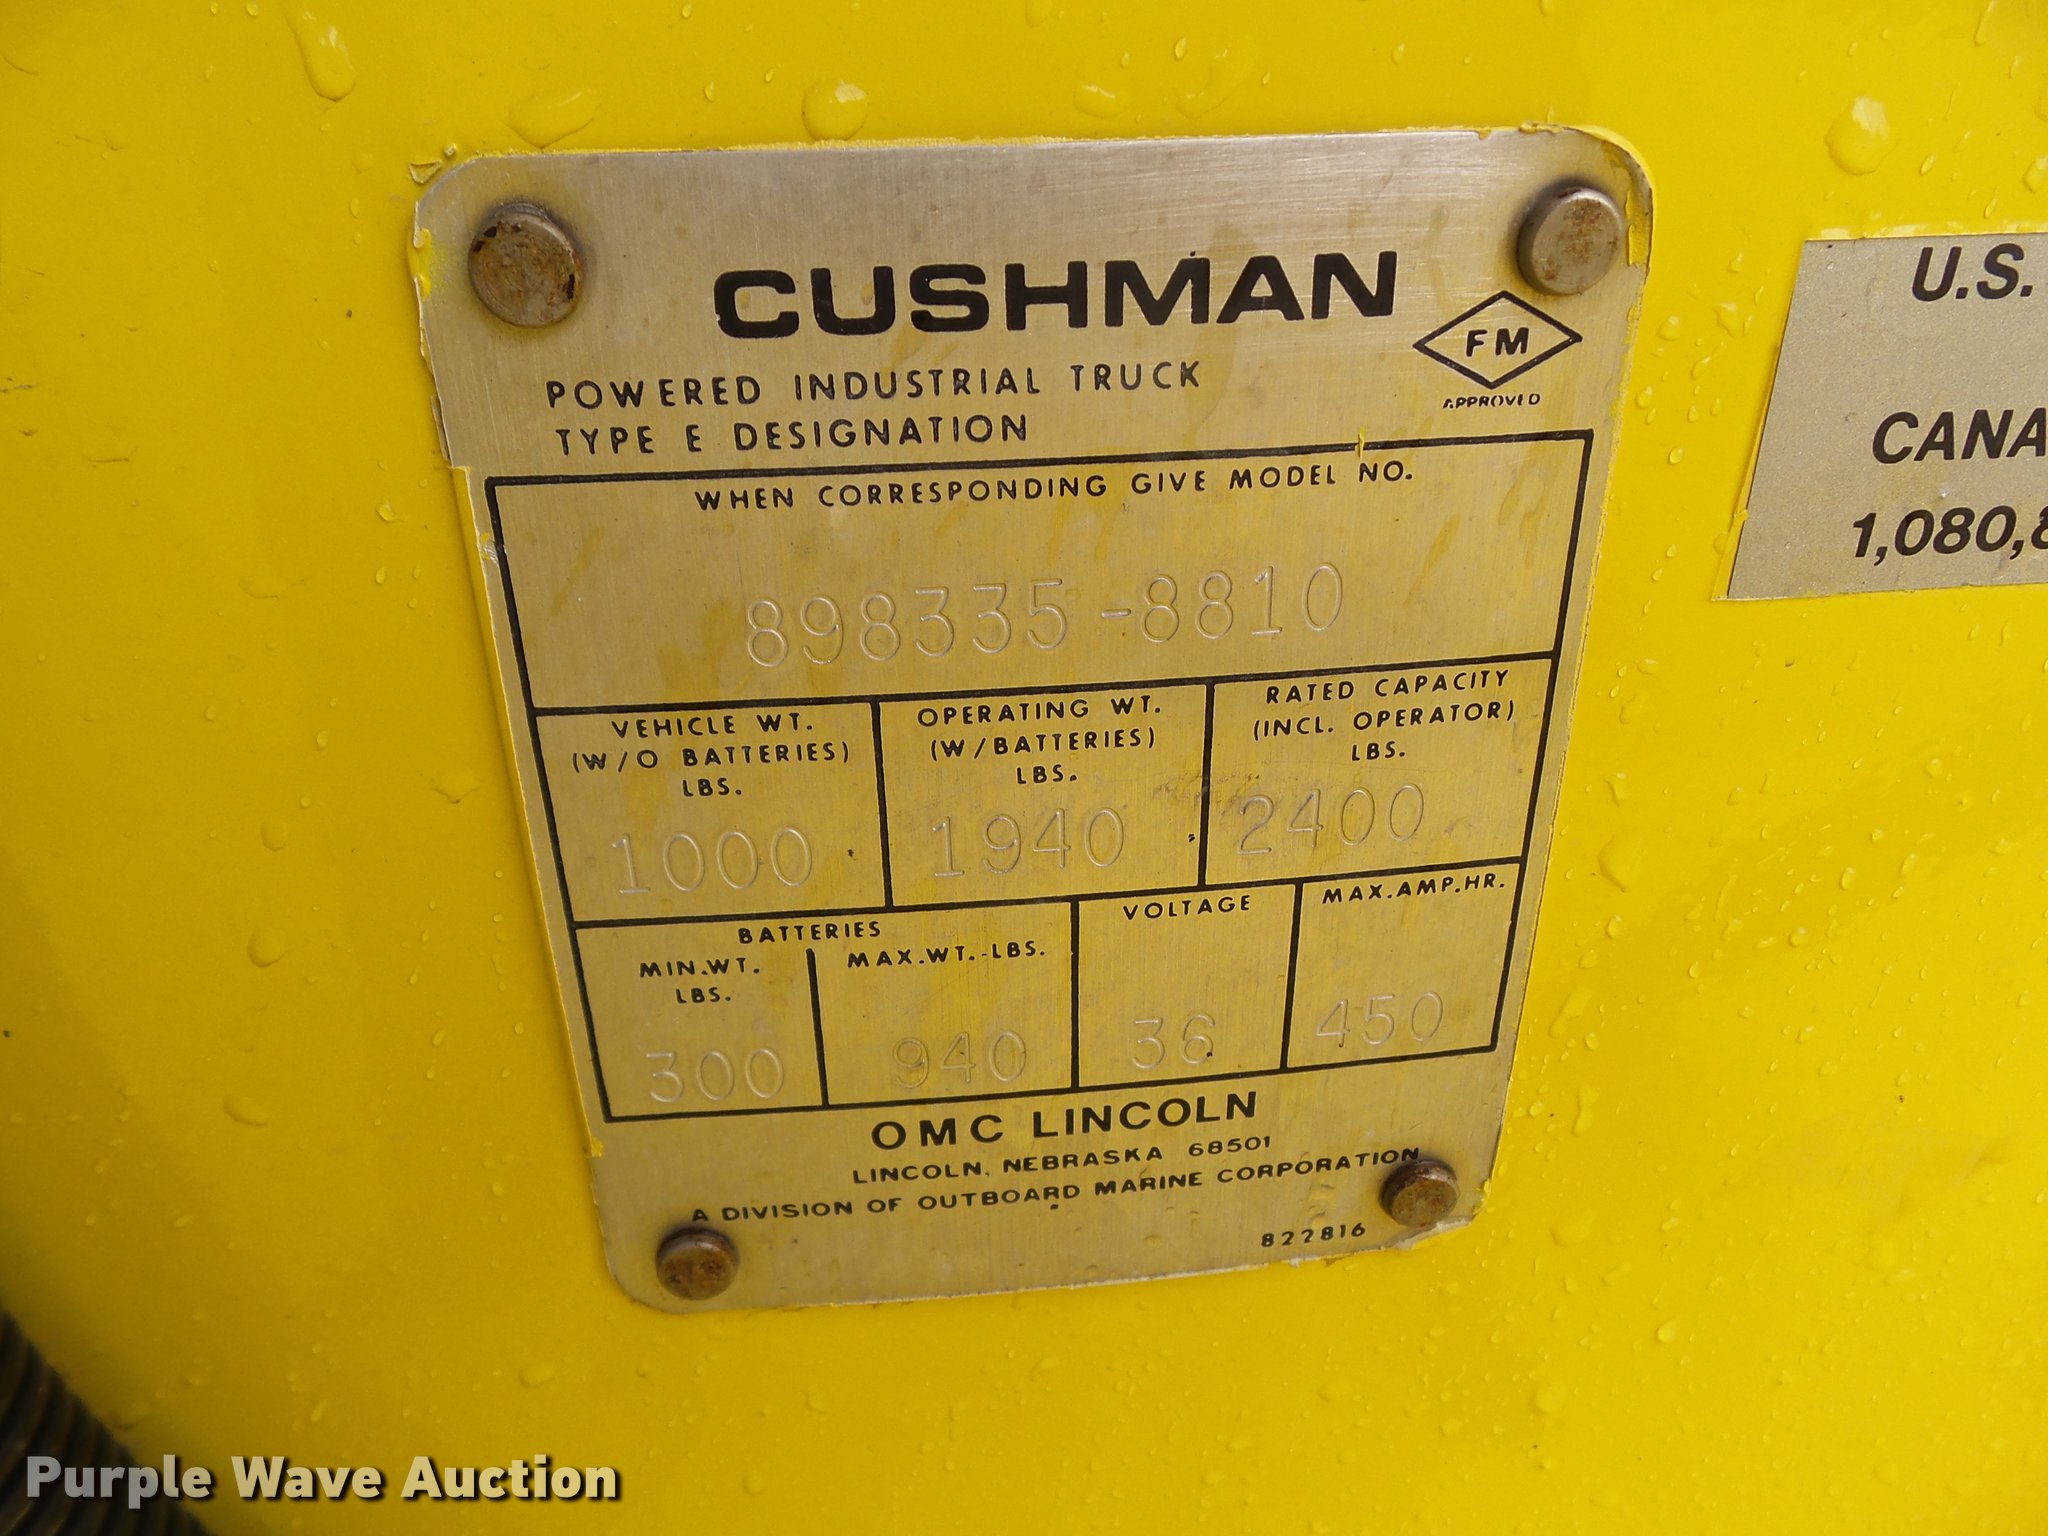 CUSHMAN
FM
APPROVED
POWERED INDUSTRIAL TRUCK
TYPE E DESIGNATION
WHEN CORRESPONDING GIVE MODEL NO.
898335-8810
VEHICLE WT.
(W/O BATTERIES)
LBS.
1000
OPERATING WT.
(W/BATTERIES)
LBS.
1940
RATED CAPACITY
(INCL. OPERATOR)
LBS.
2400
BATTERIES
MIN.WT.
LBS.
300
MAX.WT.-LBS.
940
VOLTAGE
36
MAX.AMP.HR.
450
OMC LINCOLN
LINCOLN, NEBRASKA 68501
A DIVISION OF OUTBOARD MARINE CORPORATION
822816
U.S.
CANA
1,080,8
Purple Wave Auction